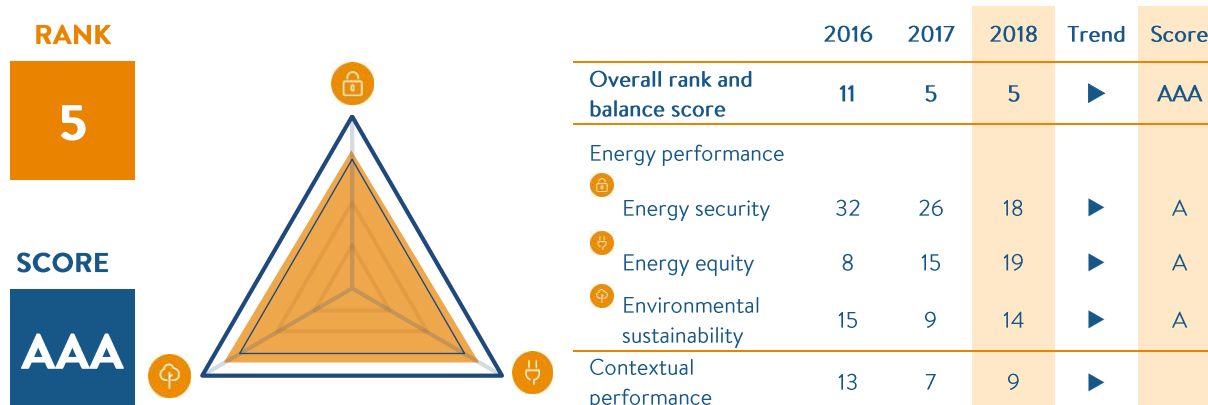 RANK
5
SCORE
AAA
2016 2017 2018 Trend Score
Overall rank and
balance score 11 5 5 ▶ AAA
Energy performance
Energy security 32 26 18 ▶ A
Energy equity 8 15 19 ▶ A
Environmental
sustainability 15 9 14 ▶ A
Contextual
performance 13 7 9 ▶